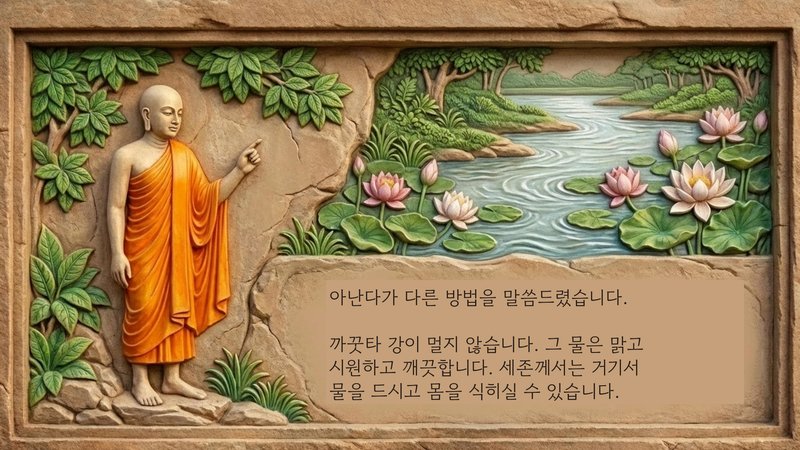 아난다가 다른 방법을 말씀드렸습니다.
까꿋타 강이 멀지 않습니다. 그 물은 맑고
시원하고 깨끗합니다. 세존께서는 거기서
물을 드시고 몸을 식히실 수 있습니다.